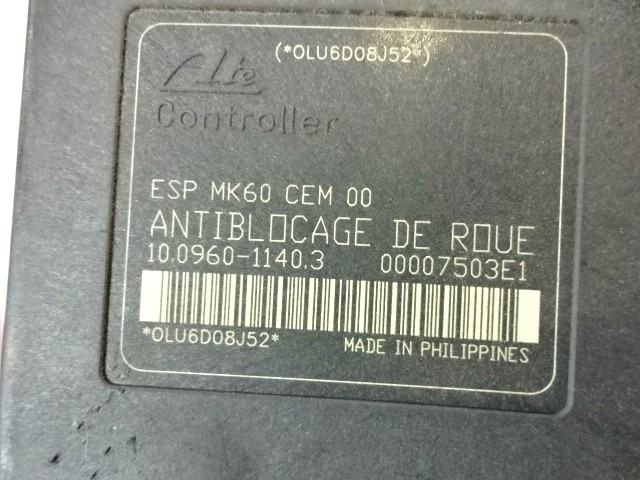 (*OLU6D08J52*)
Ate
Controller
ESP MK60 CEM 00
ANTIBLOCAGE DE ROUE
10.0960-1140.3 00007503E1
*OLU6D08J52* MADE IN PHILIPPINES